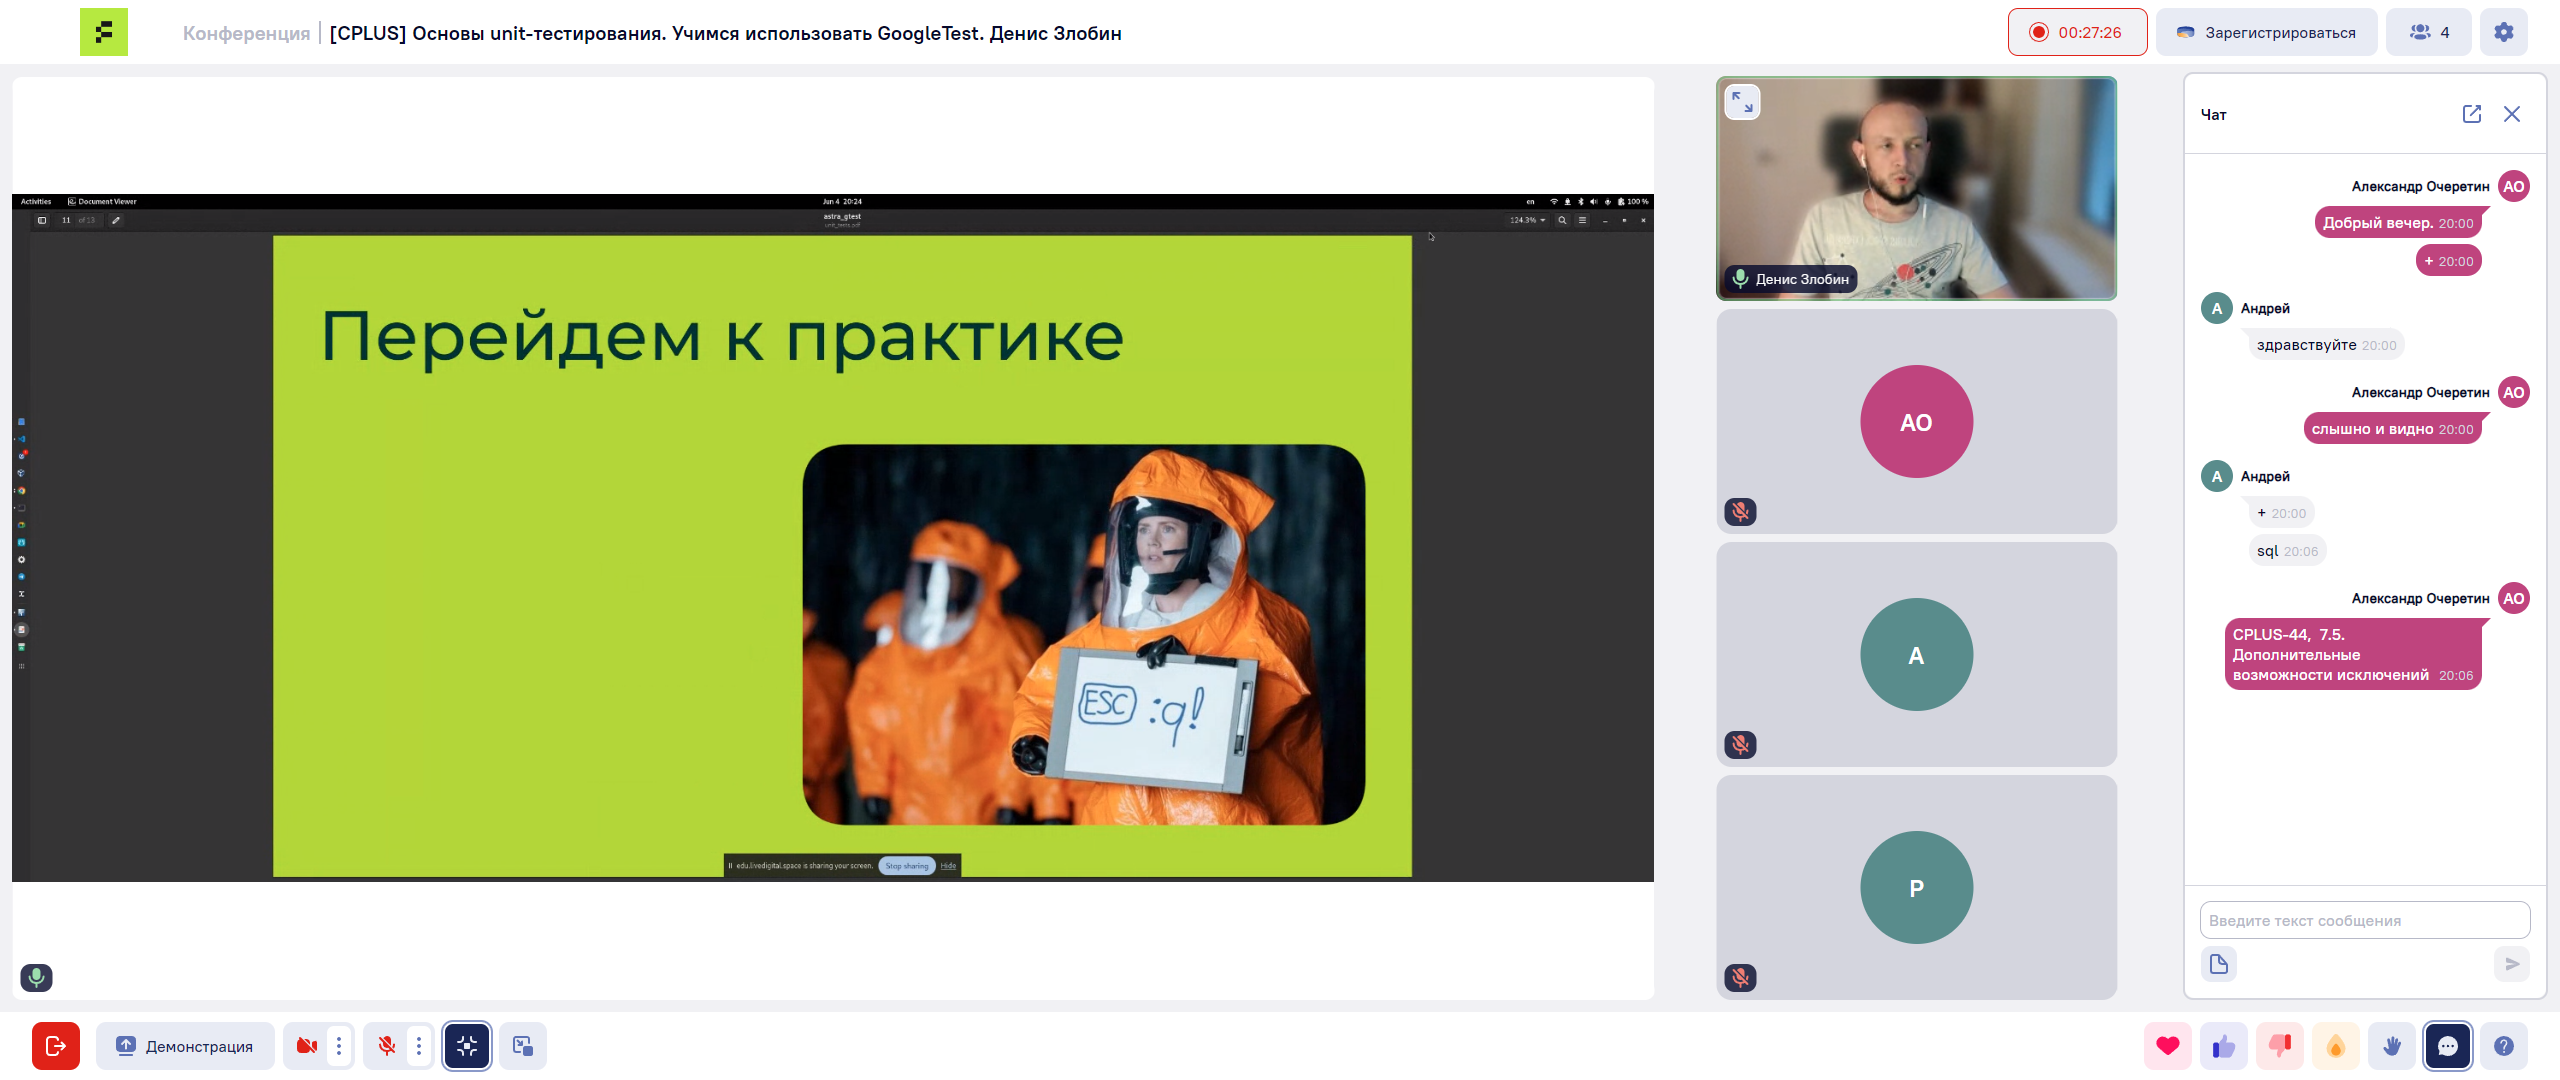 Конференция
[CPLUS] Основы unit-тестирования. Учимся использовать GoogleTest. Денис Злобин
00:27:26
Зарегистрироваться
4
Activities
Document Viewer
Jun 4 20:24
en
100 %
11
of 13
astra_gtest
unit_tests.pdf
124.3%
Перейдем к практике
ESC :q!
edu.livedigital.space is sharing your screen.
Stop sharing
Hide
Денис Злобин
АО
А
Р
Чат
Александр Очеретин
АО
Добрый вечер. 20:00
+ 20:00
А
Андрей
здравствуйте 20:00
Александр Очеретин
АО
слышно и видно 20:00
А
Андрей
+ 20:00
sql 20:06
Александр Очеретин
АО
CPLUS-44, 7.5.
Дополнительные
возможности исключений 20:06
Введите текст сообщения
Демонстрация